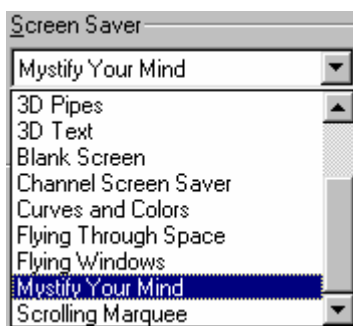 Screen Saver
Mystify Your Mind
3D Pipes
3D Text
Blank Screen
Channel Screen Saver
Curves and Colors
Flying Through Space
Flying Windows
Mystify Your Mind
Scrolling Marquee